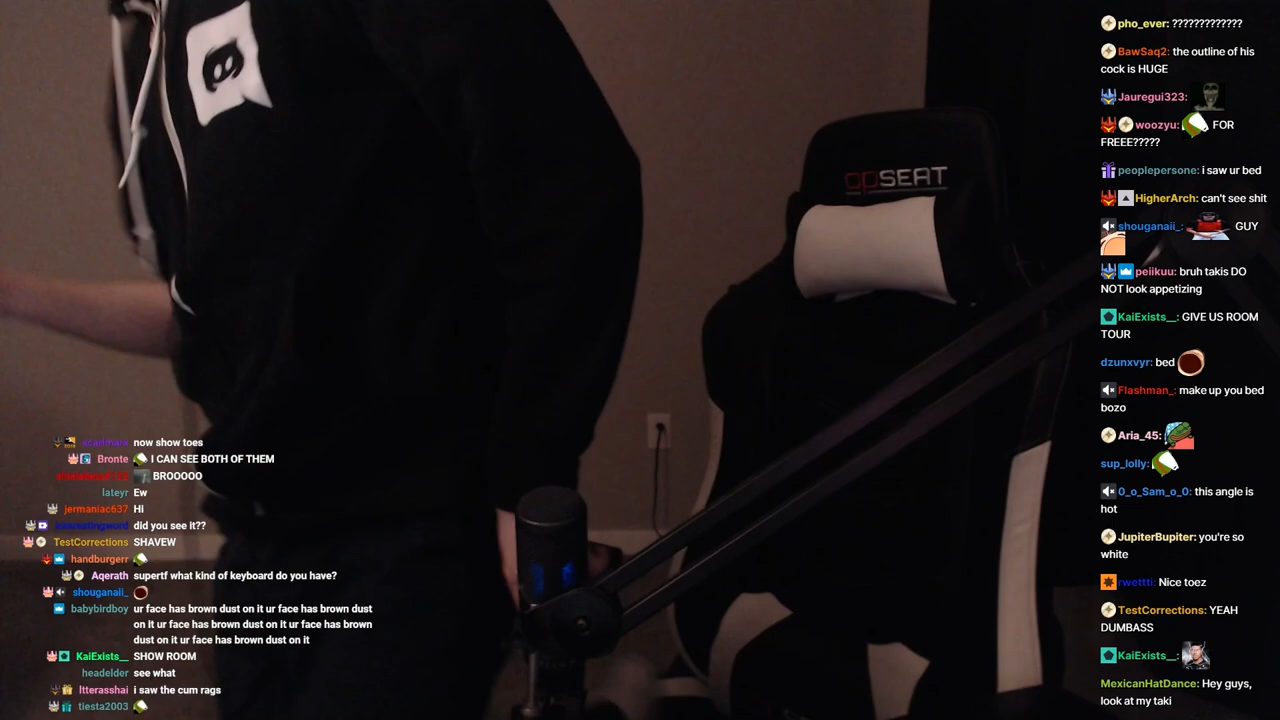 opSEAT
now show toes
Bronte I CAN SEE BOTH OF THEM
BROOOOO
lateyr Ew
jermaniac637 Hi
did you see it??
TestCorrections SHAVEW
handburgerr
Aqerath supertf what kind of keyboard do you have?
shouganaii_
babybirdboy ur face has brown dust on it ur face has brown dust
on it ur face has brown dust on it ur face has brown
dust on it ur face has brown dust on it
KaiExists__ SHOW ROOM
headelder see what
ltterasshai i saw the cum rags
tiesta2003
pho_ever: ?????????????
BawSaq2: the outline of his
cock is HUGE
Jauregui323:
woozyu: FOR
FREEE?????
peoplepersone: i saw ur bed
HigherArch: can't see shit
shouganaii_: GUY
peiikuu: bruh takis DO
NOT look appetizing
KaiExists__: GIVE US ROOM
TOUR
dzunxvyr: bed
Flashman_: make up you bed
bozo
Aria_45:
sup_lolly:
0_o_Sam_o_0: this angle is
hot
JupiterBupiter: you're so
white
rwettti: Nice toez
TestCorrections: YEAH
DUMBASS
KaiExists__:
MexicanHatDance: Hey guys,
look at my taki